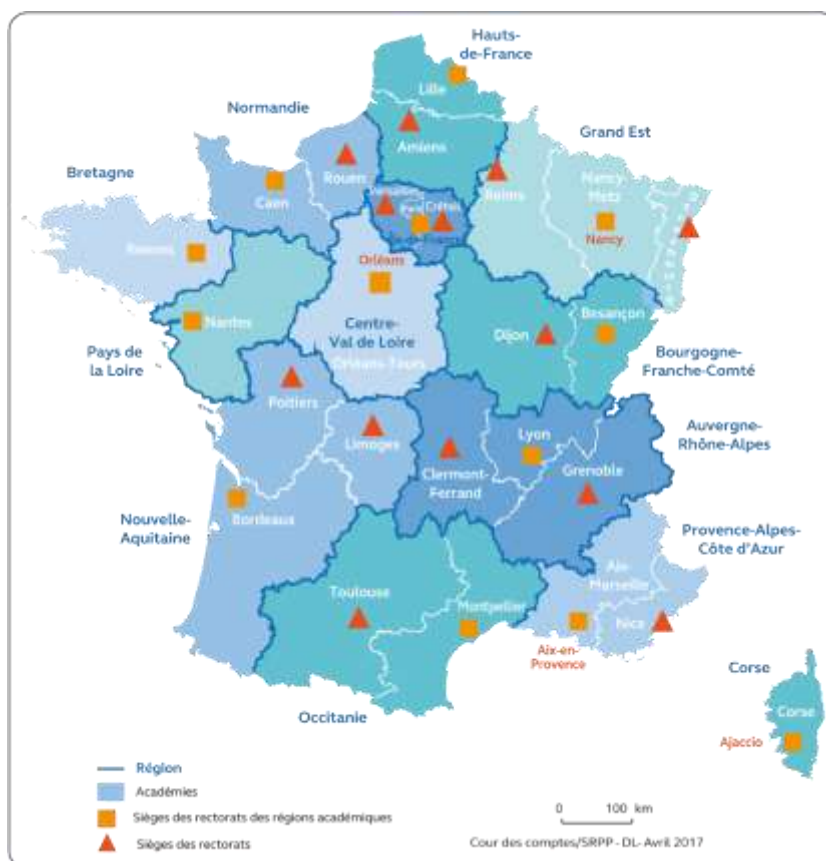 Hauts-
de-France
Lille
Normandie
Amiens
Grand Est
Rouen
Reims
Nancy-
Metz
Bretagne
Caen
Versailles
Paris
Créteil
Nancy
Rennes
Orléans
Nantes
Centre-
Val de Loire
Orléans-Tours
Dijon
Besançon
Pays de
la Loire
Bourgogne-
Franche-Comté
Poitiers
Limoges
Lyon
Auvergne-
Rhône-Alpes
Clermont-
Ferrand
Grenoble
Nouvelle-
Aquitaine
Bordeaux
Provence-Alpes-
Côte d'Azur
Toulouse
Montpellier
Aix-
Marseille
Nice
Aix-en-
Provence
Occitanie
Corse
Corse
Ajaccio
Région
Académies
Sièges des rectorats des régions académiques
Sièges des rectorats
0 100 km
Cour des comptes/SRPP - DL- Avril 2017